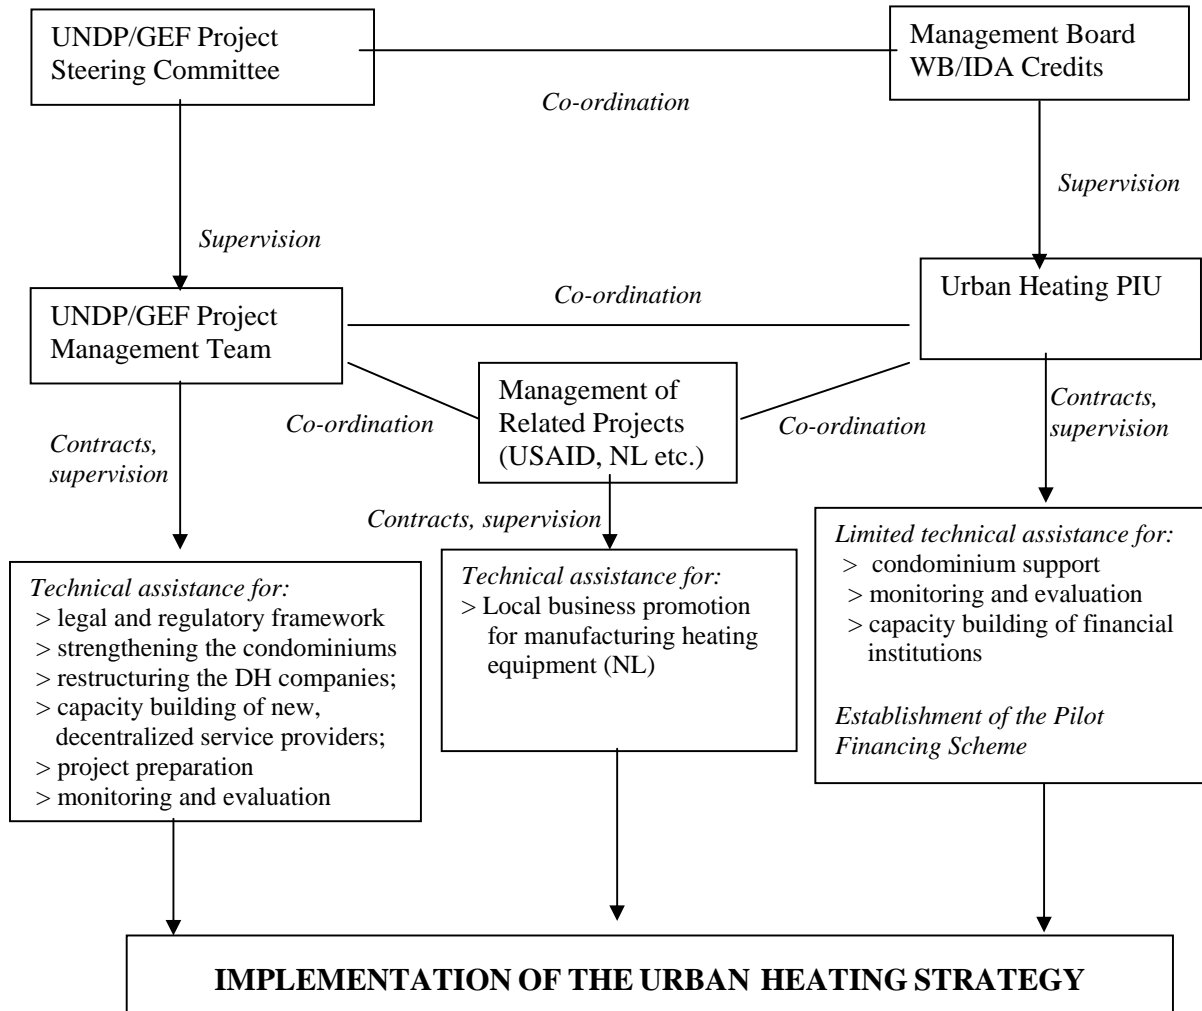 UNDP/GEF Project
Steering Committee
Management Board
WB/IDA Credits
Co-ordination
Supervision
Supervision
UNDP/GEF Project
Management Team
Co-ordination
Urban Heating PIU
Management of
Related Projects
(USAID, NL etc.)
Co-ordination
Co-ordination
Contracts,
supervision
Contracts, supervision
Contracts,
supervision
Technical assistance for:
> legal and regulatory framework
> strengthening the condominiums
> restructuring the DH companies;
> capacity building of new,
decentralized service providers;
> project preparation
> monitoring and evaluation
Technical assistance for:
> Local business promotion
for manufacturing heating
equipment (NL)
Limited technical assistance for:
> condominium support
> monitoring and evaluation
> capacity building of financial
institutions
Establishment of the Pilot
Financing Scheme
IMPLEMENTATION OF THE URBAN HEATING STRATEGY